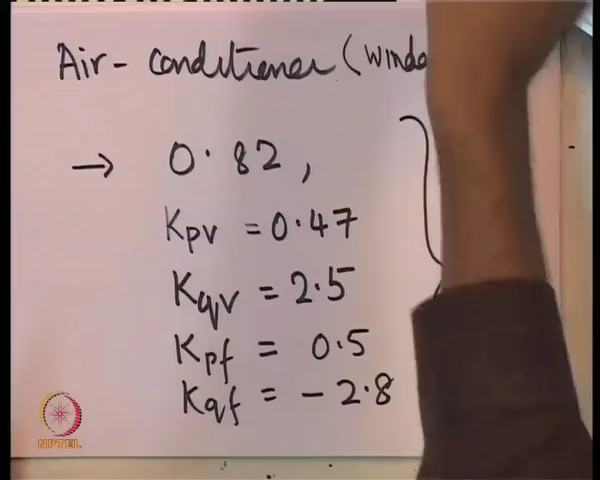 Air-conditioner (windo
→ 0.82,
Kpv = 0.47
Kqv = 2.5
Kpf = 0.5
Kqf = -2.8
NPTEL